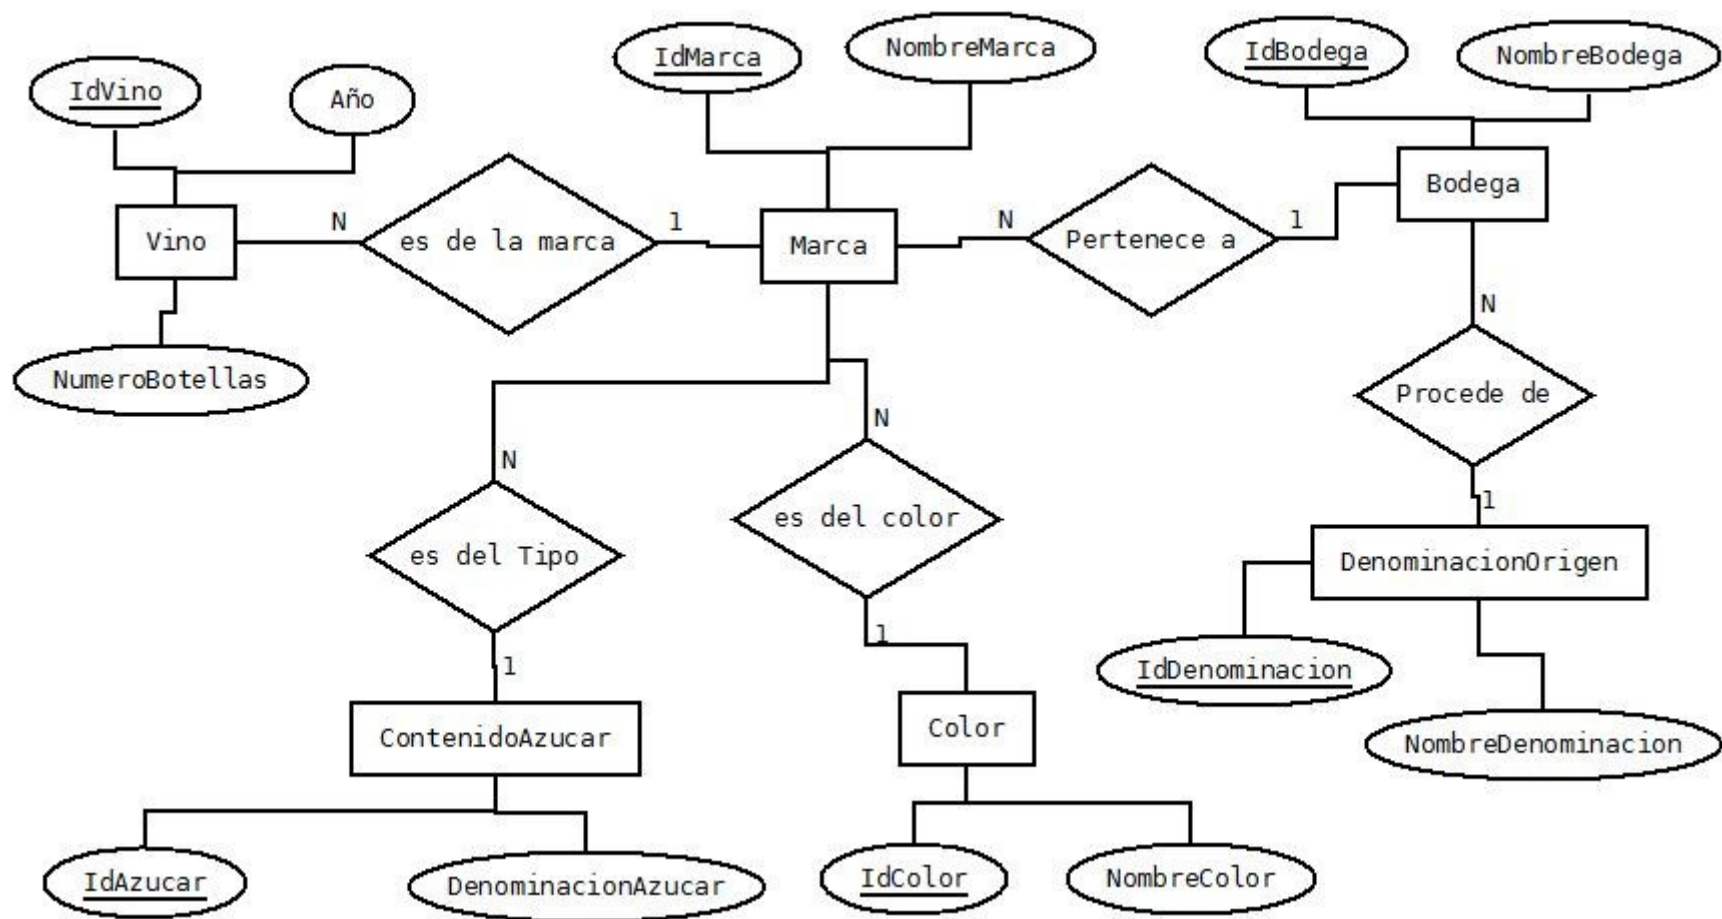 IdMarca
NombreMarca
IdBodega
NombreBodega
IdVino
Año
Vino
N
es de la marca
1
Marca
N
Pertenece a
1
Bodega
NumeroBotellas
N
Procede de
1
N
es del Tipo
1
N
es del color
1
DenominacionOrigen
IdDenominacion
NombreDenominacion
ContenidoAzucar
Color
IdAzucar
DenominacionAzucar
IdColor
NombreColor